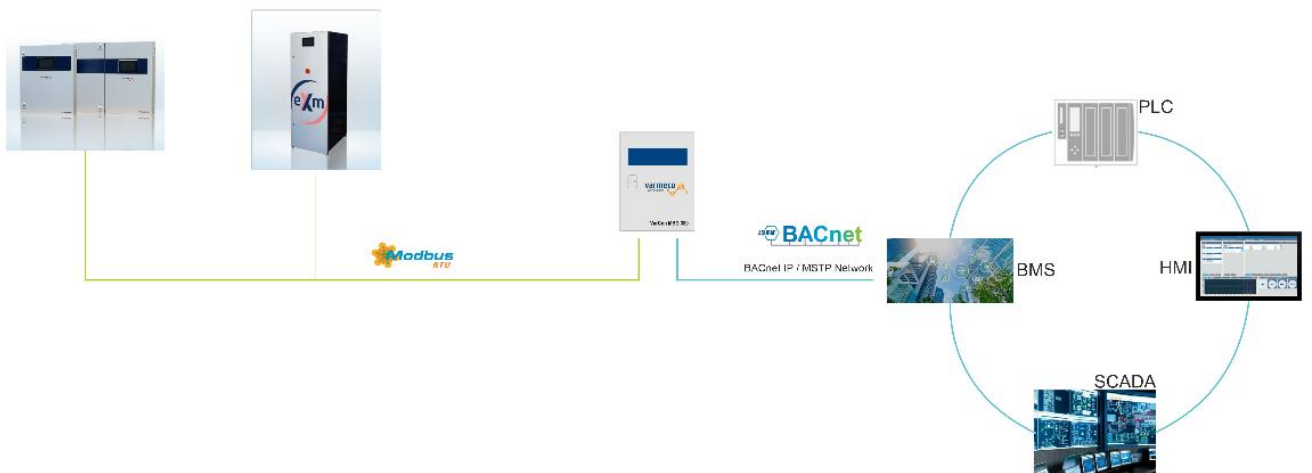 eXm
PLC
varmeco
BACnet
Modbus
RTU
BACnet IP / MSTP Network
BMS
HMI
SCADA